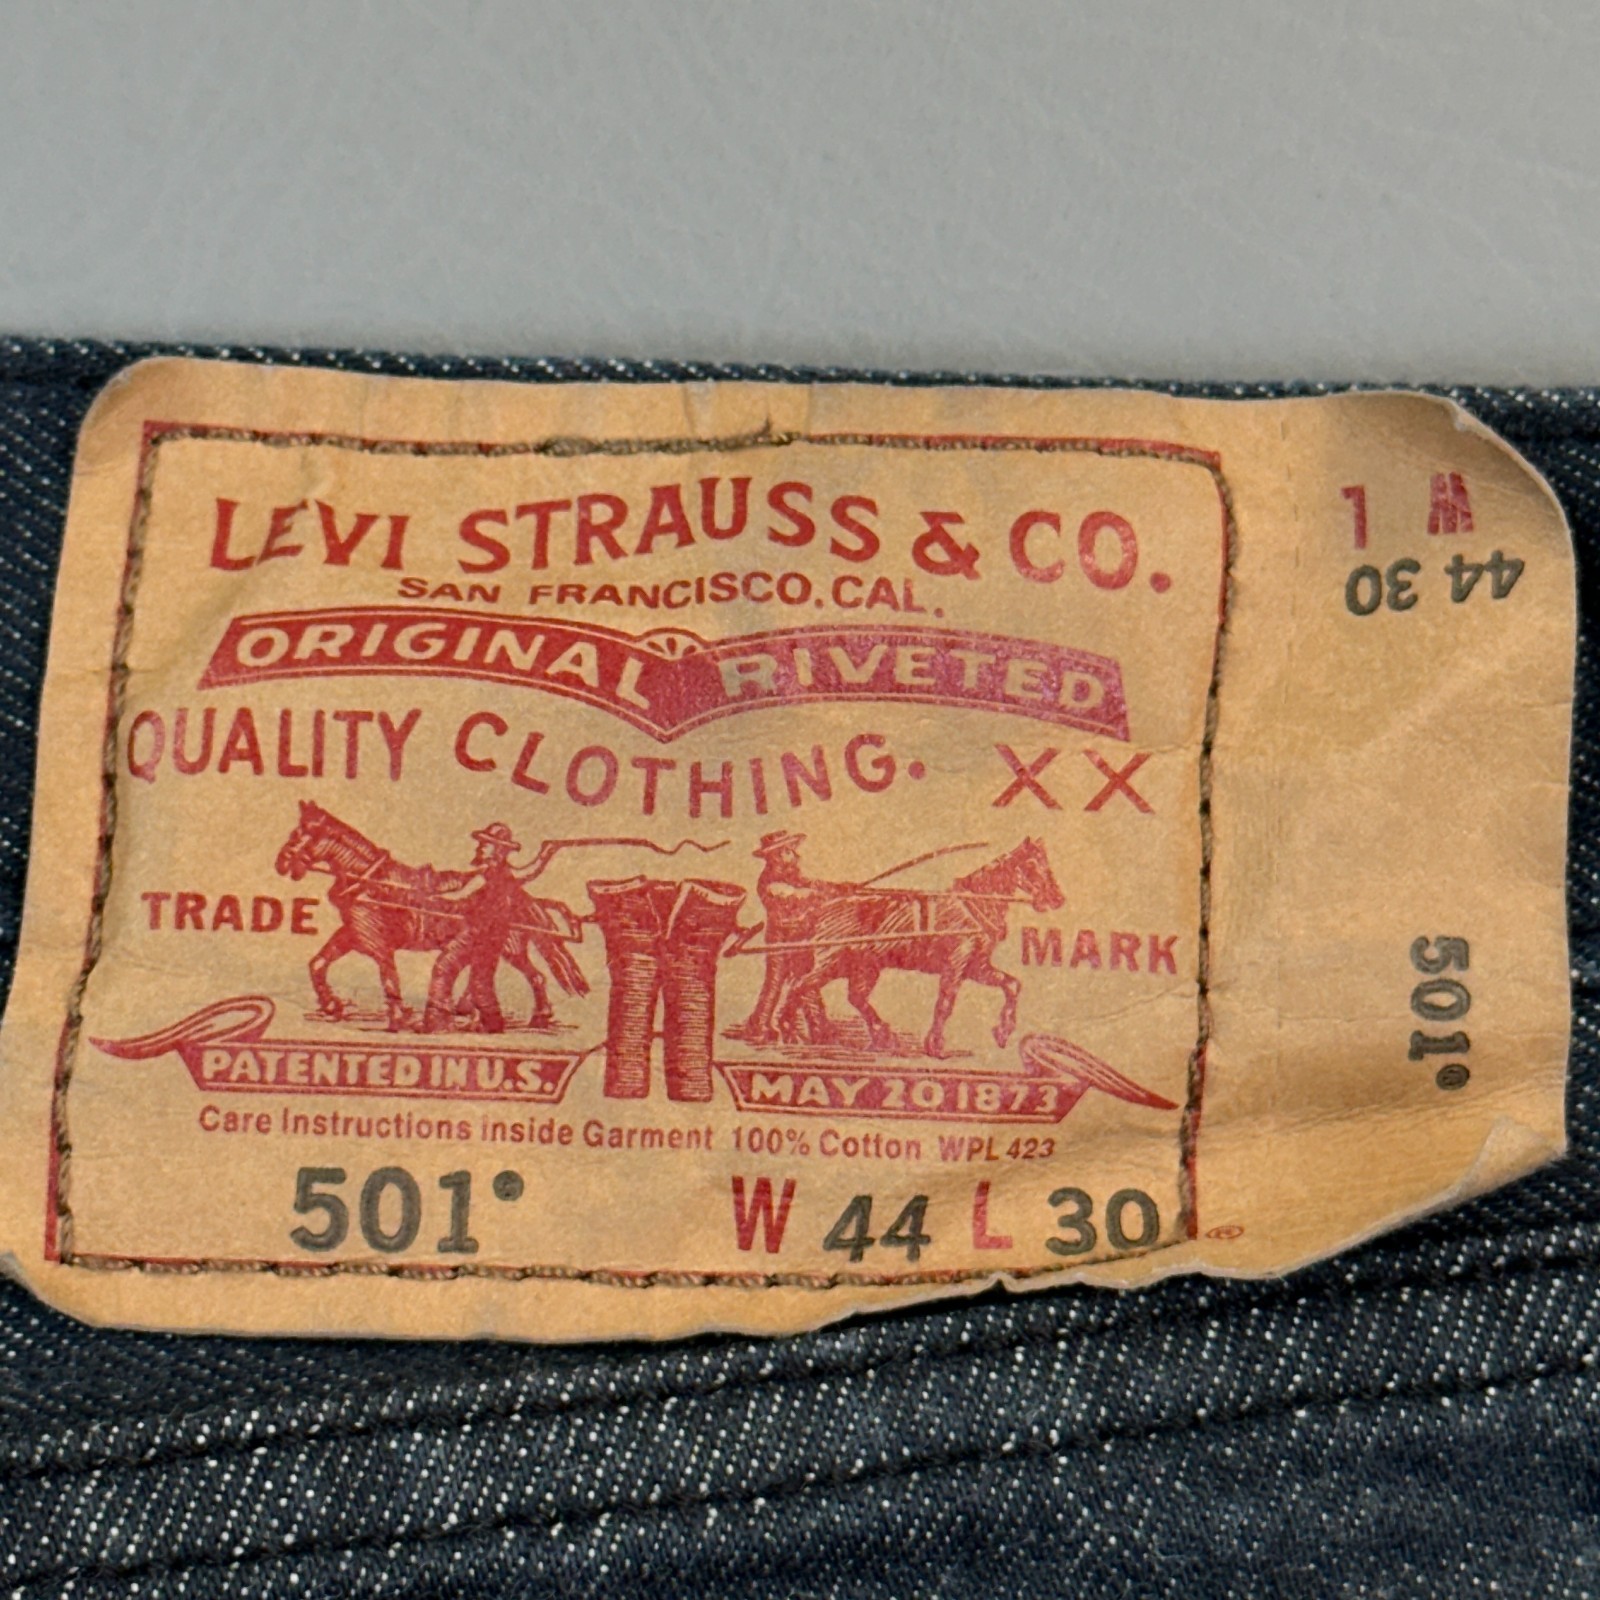 LEVI STRAUSS & CO.
SAN FRANCISCO, CAL.
ORIGINAL RIVETED
QUALITY CLOTHING. XX
TRADE MARK
PATENTED IN U.S. MAY 20 1873
Care Instructions inside Garment 100% Cotton WPL 423
501® W 44 L 30 ®
W L
44 30
501®